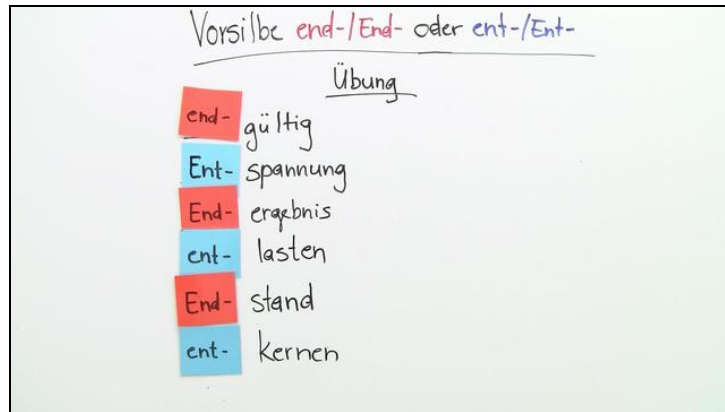 Vorsilbe end-/End- oder ent-/Ent-
Übung
end- gültig
Ent- spannung
End- ergebnis
ent- lasten
End- stand
ent- kernen